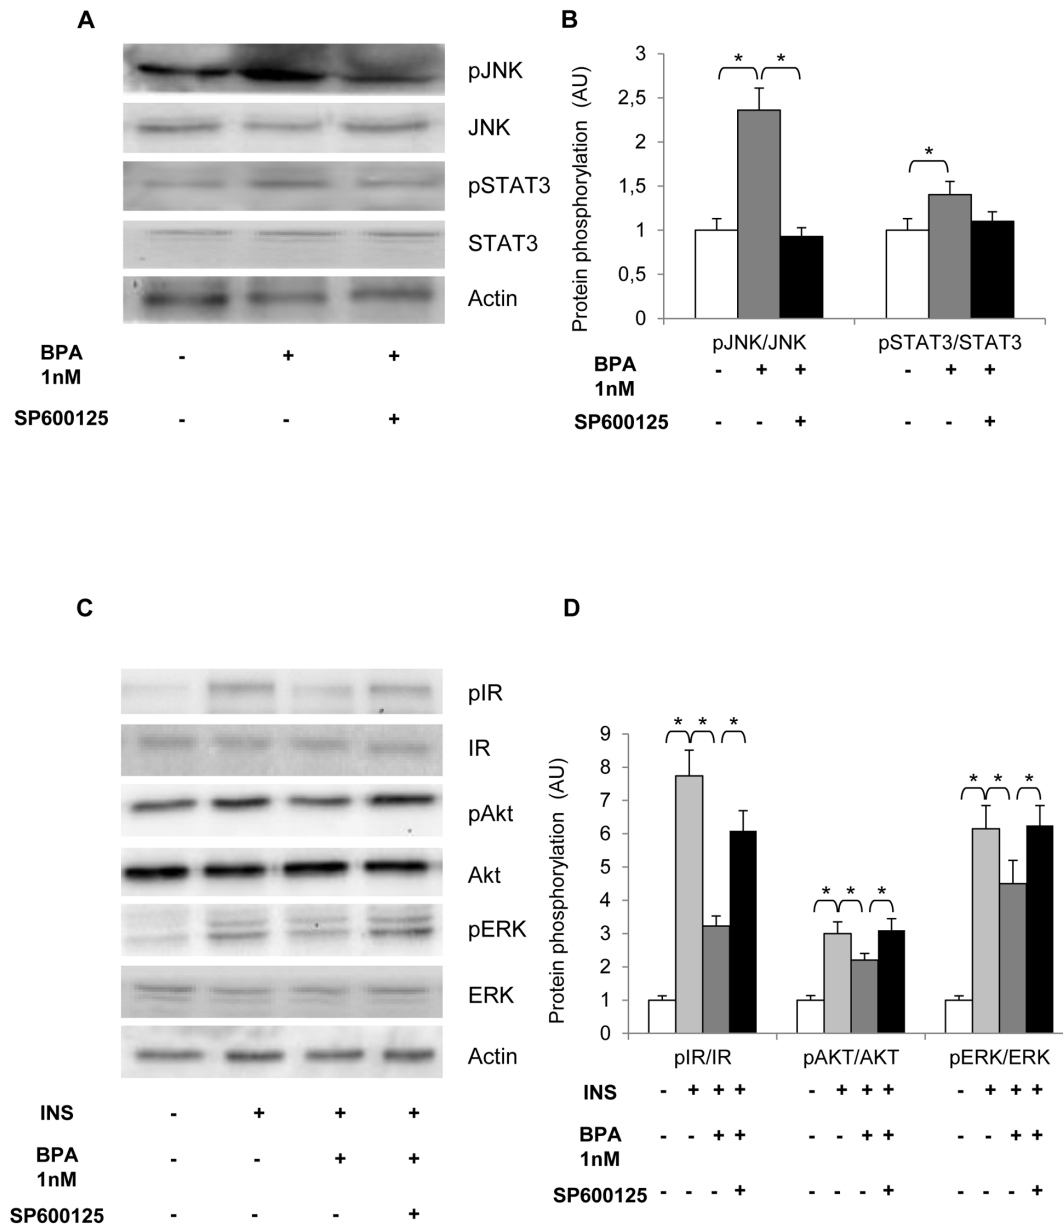 A
pJNK
JNK
pSTAT3
STAT3
Actin
BPA - + +
1nM
SP600125 - - +
B
Protein phosphorylation (AU)
3
2,5
2
1,5
1
0,5
0
* *
*
pJNK/JNK pSTAT3/STAT3
BPA - + + - + +
1nM
SP600125 - - + - - +
C
pIR
IR
pAkt
Akt
pERK
ERK
Actin
INS - + + +
BPA - - + +
1nM
SP600125 - - - +
D
Protein phosphorylation (AU)
9
8
7
6
5
4
3
2
1
0
* * *
* * *
* * *
pIR/IR pAKT/AKT pERK/ERK
INS - + + + - + + + - + + +
BPA - - + + - - + + - - + +
1nM
SP600125 - - - + - - - + - - - +